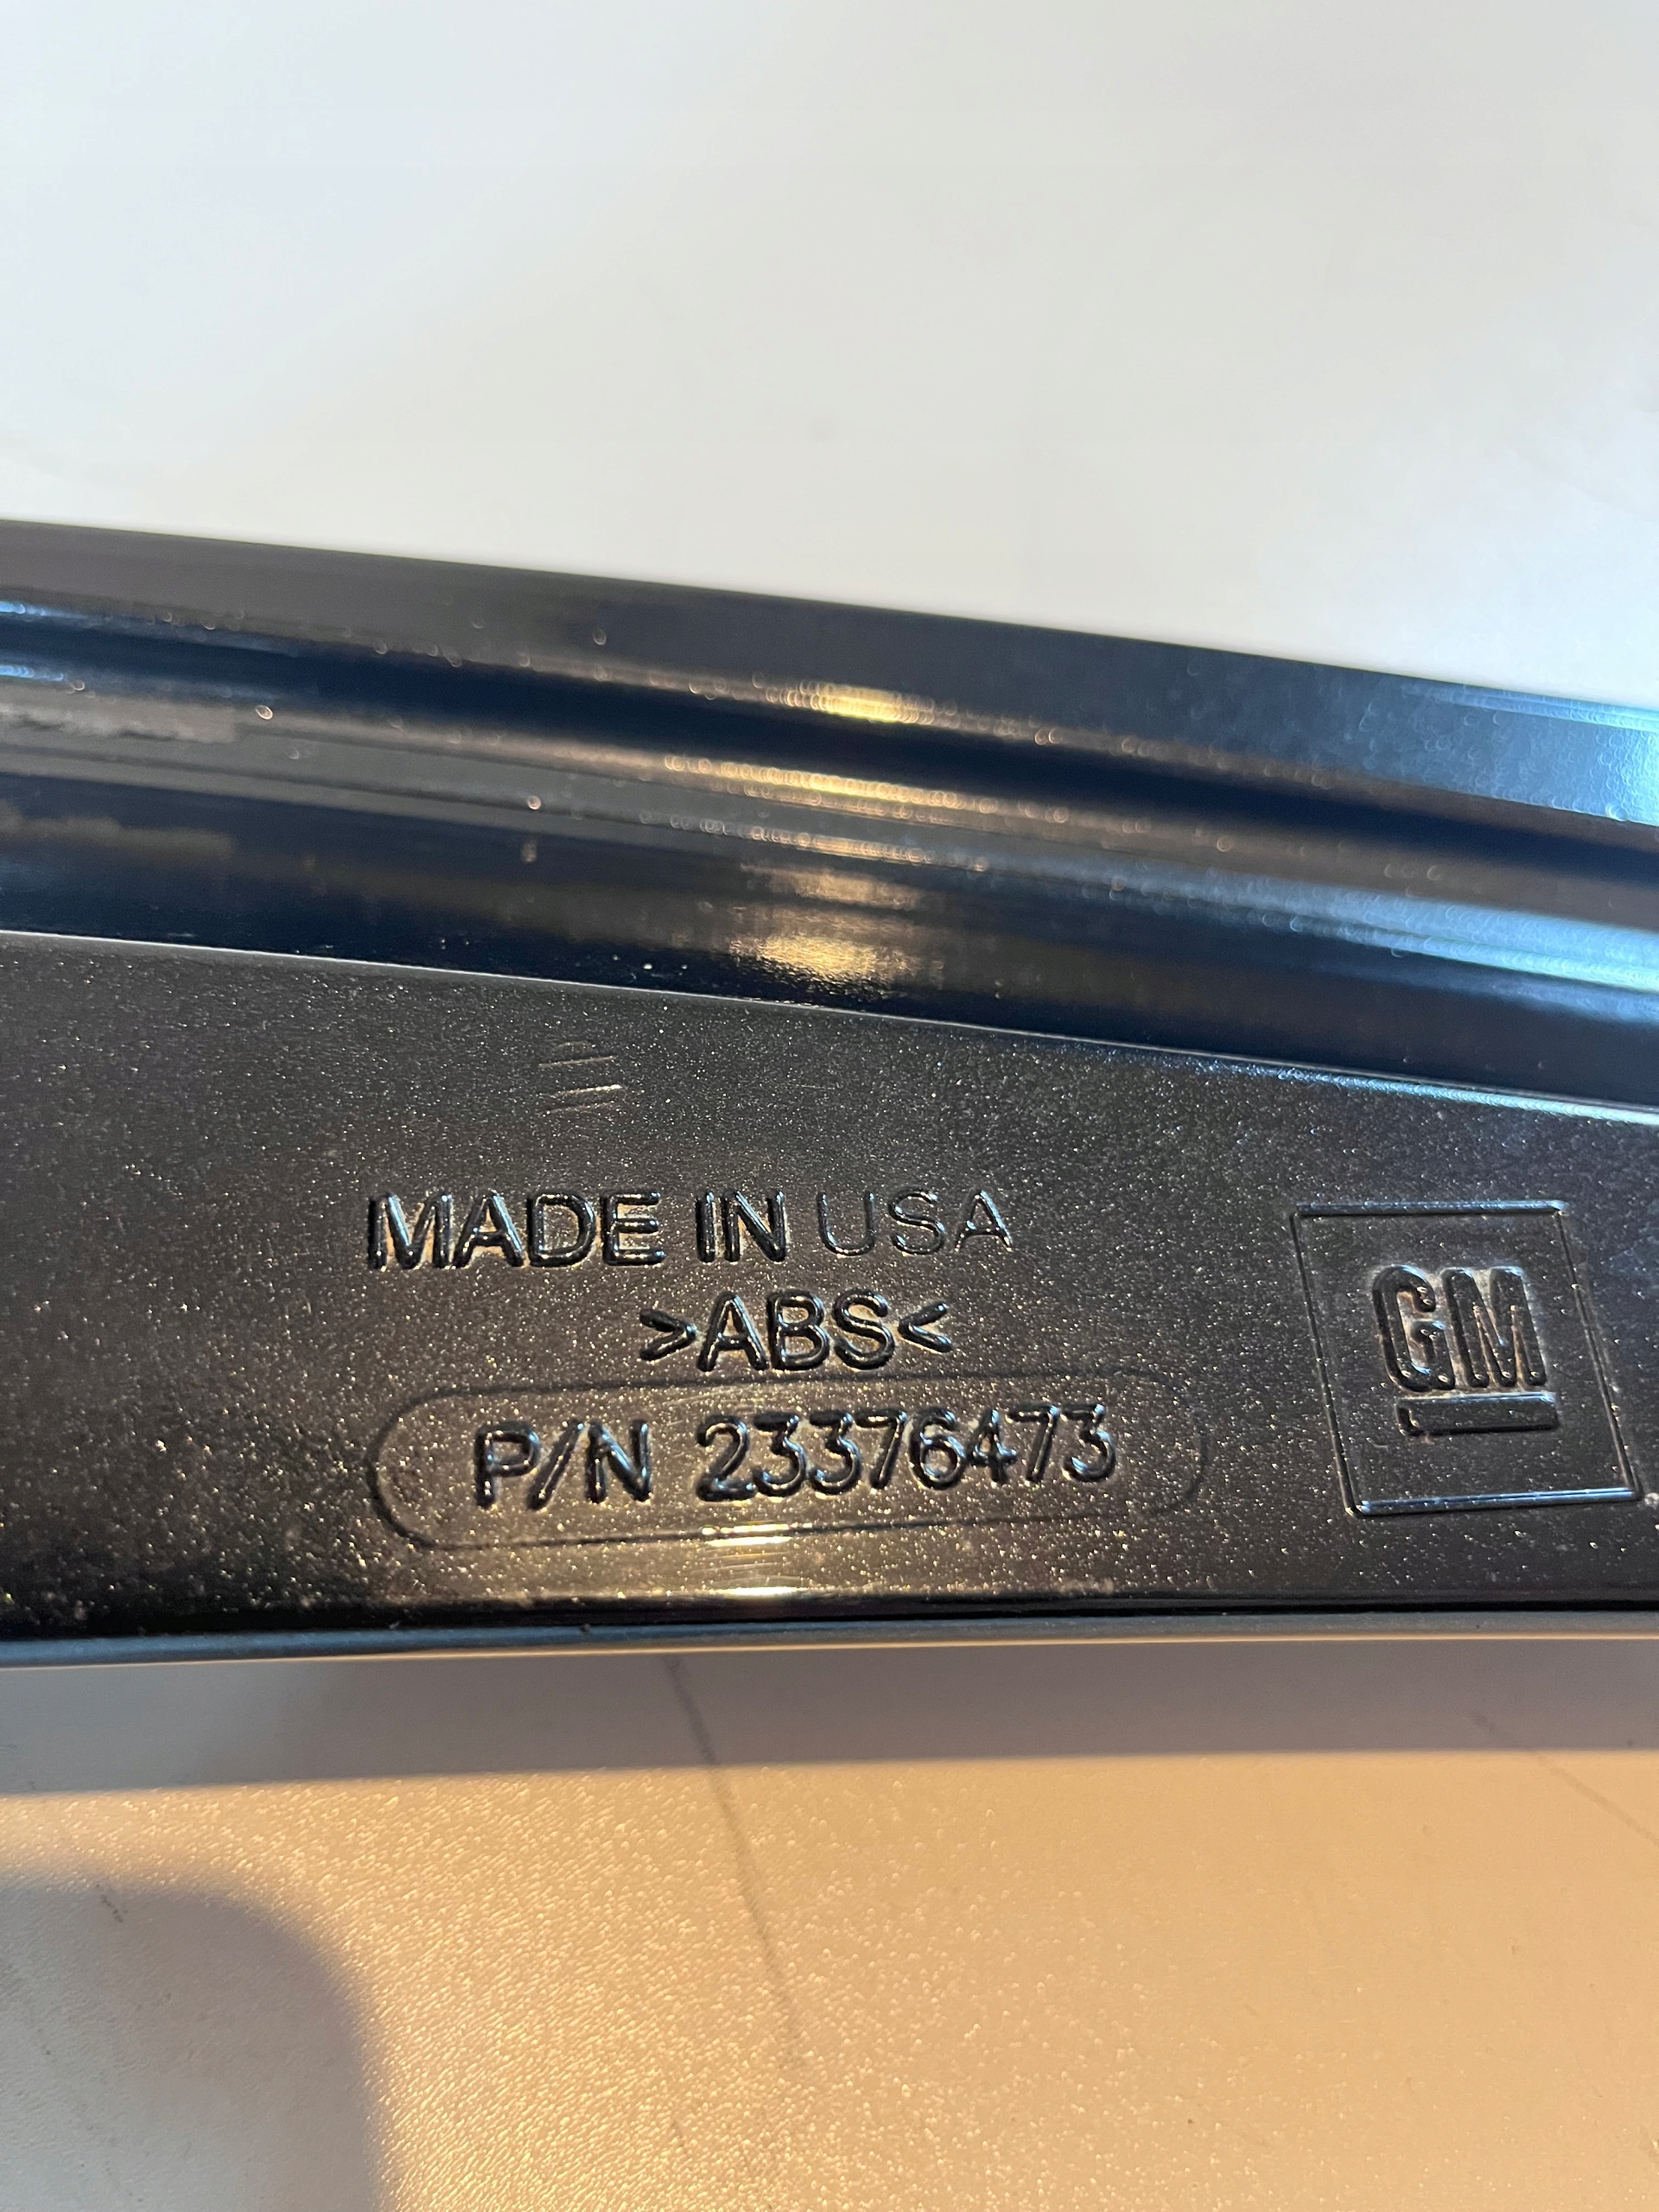 MADE IN USA
>ABS<
P/N 23376473
GM